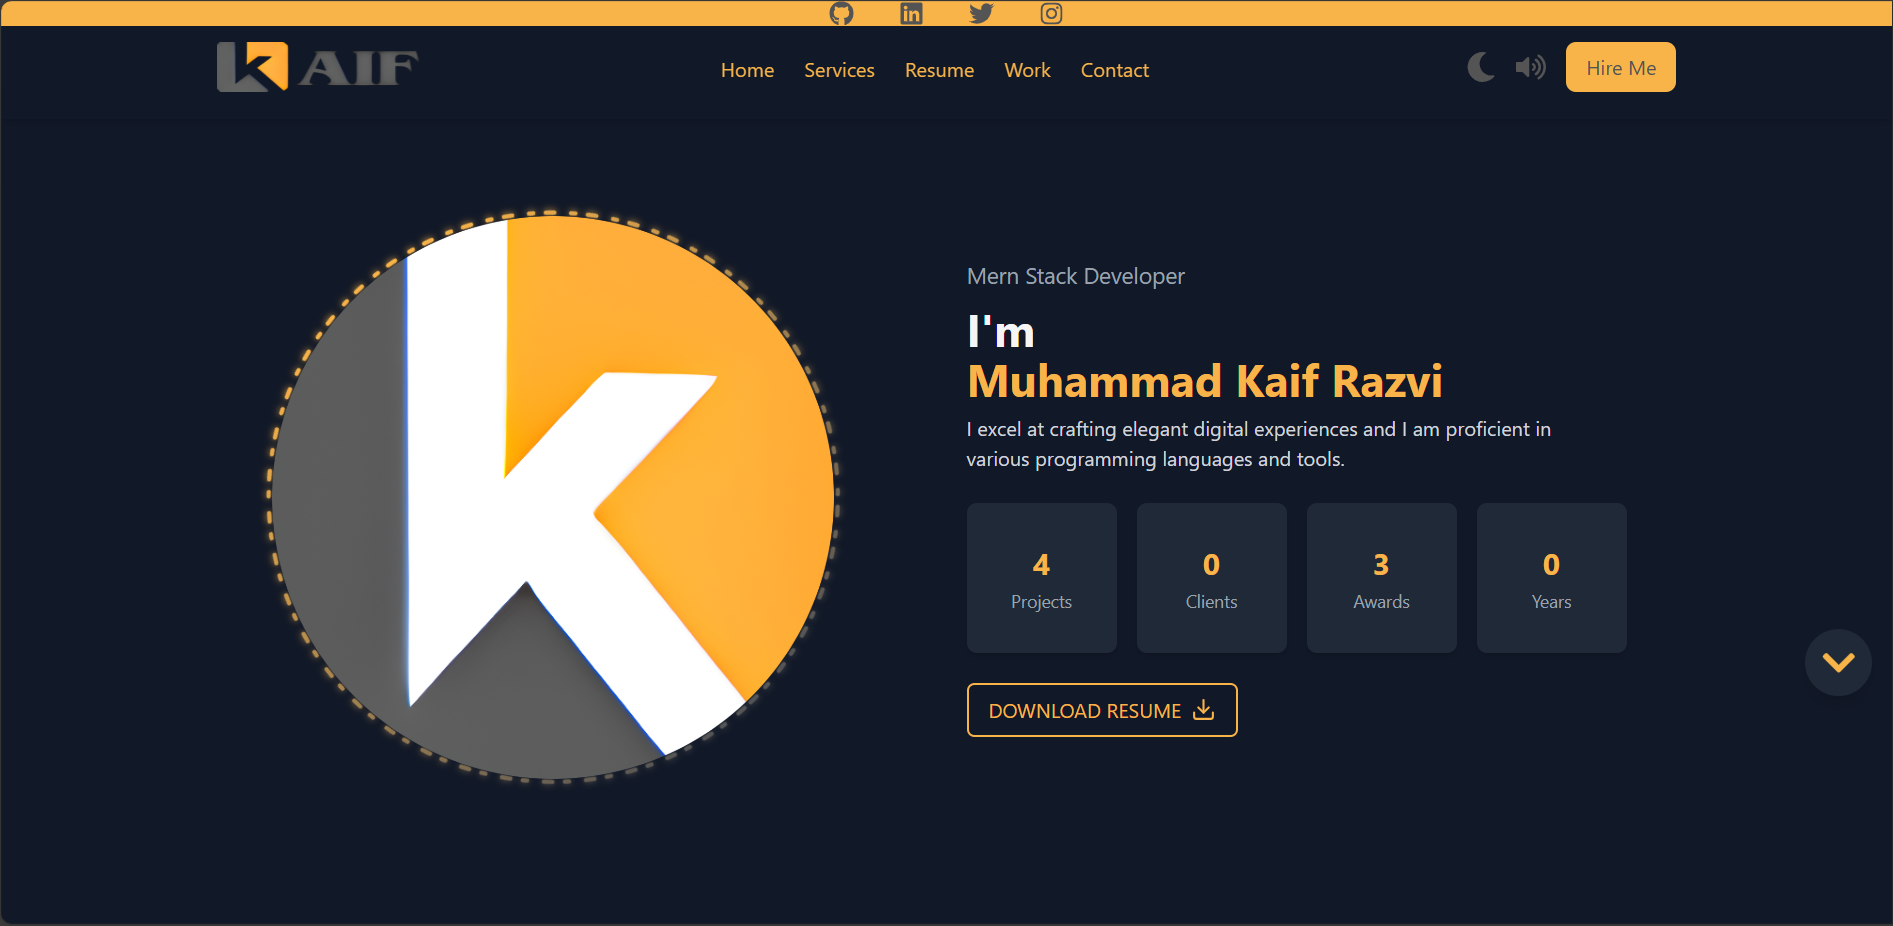 K AIF
Home Services Resume Work Contact
Hire Me
Mern Stack Developer
I'm
Muhammad Kaif Razvi
I excel at crafting elegant digital experiences and I am proficient in
various programming languages and tools.
4 0 3 0
Projects Clients Awards Years
DOWNLOAD RESUME
K